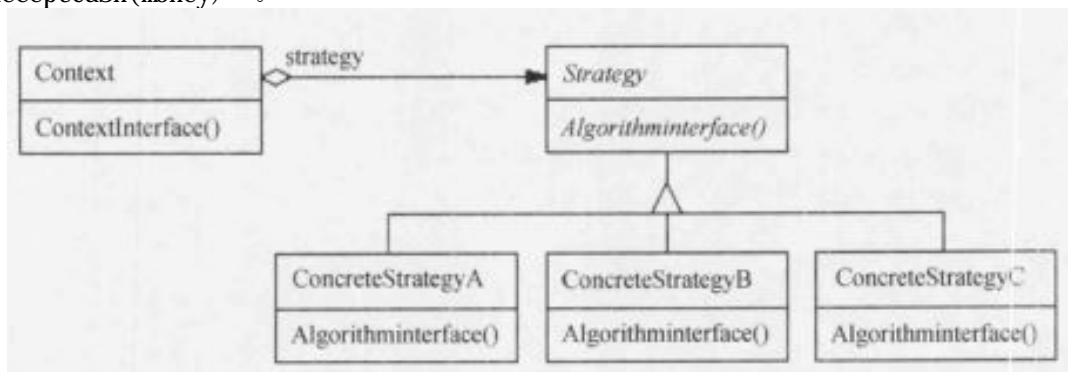 strategy
Context
Strategy
ContextInterface()
Algorithminterface()
ConcreteStrategyA
ConcreteStrategyB
ConcreteStrategyC
Algorithminterface()
Algorithminterface()
Algorithminterface()